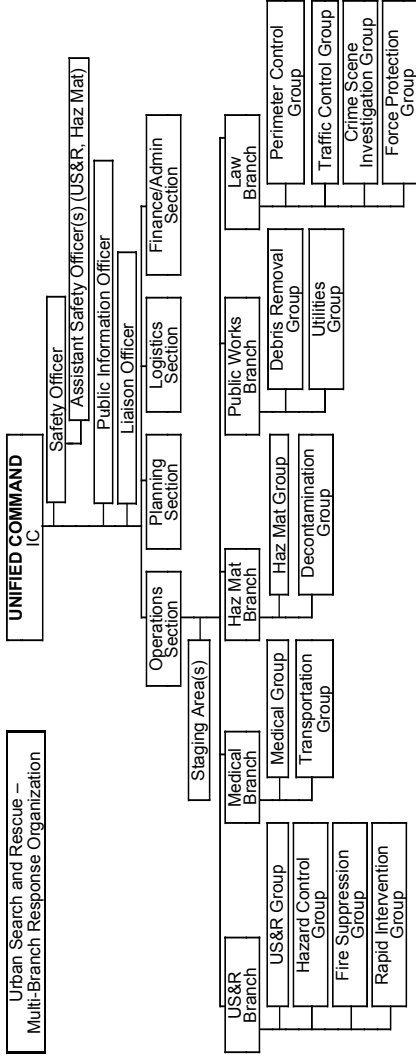 Urban Search and Rescue –
Multi-Branch Response Organization
UNIFIED COMMAND
IC
Safety Officer
Assistant Safety Officer(s) (US&R, Haz Mat)
Public Information Officer
Liaison Officer
Operations
Section
Planning
Section
Logistics
Section
Finance/Admin
Section
Staging Area(s)
US&R
Branch
US&R Group
Hazard Control
Group
Fire Suppression
Group
Rapid Intervention
Group
Medical
Branch
Medical Group
Transportation
Group
Haz Mat
Branch
Haz Mat Group
Decontamination
Group
Public Works
Branch
Debris Removal
Group
Utilities
Group
Law
Branch
Perimeter Control
Group
Traffic Control Group
Crime Scene
Investigation Group
Force Protection
Group